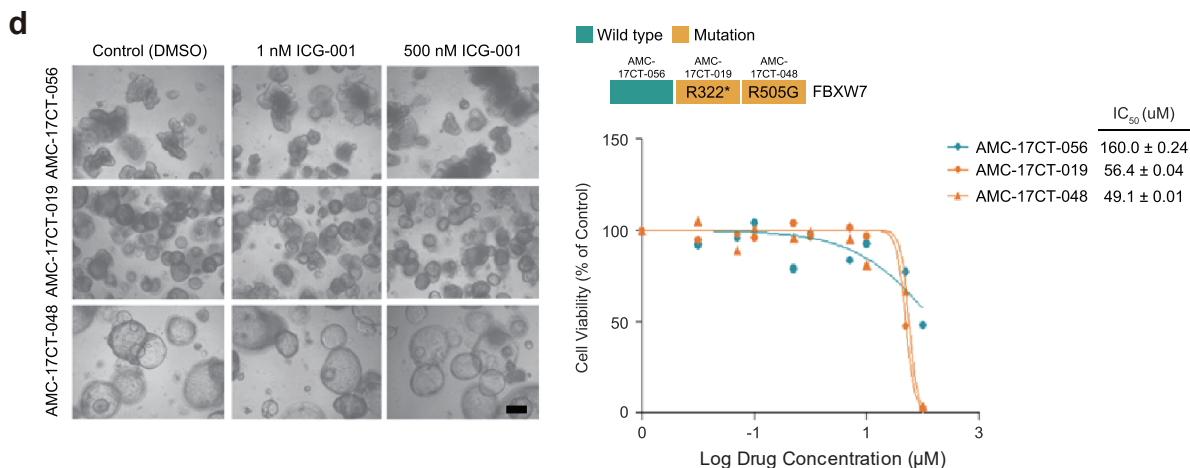 d
Control (DMSO)
1 nM ICG-001
500 nM ICG-001
AMC-17CT-056
AMC-17CT-019
AMC-17CT-048
Wild type
Mutation
AMC-
17CT-056
AMC-
17CT-019
AMC-
17CT-048
R322*
R505G
FBXW7
IC50 (uM)
AMC-17CT-056 160.0 ± 0.24
AMC-17CT-019 56.4 ± 0.04
AMC-17CT-048 49.1 ± 0.01
Cell Viability (% of Control)
150
100
50
0
0 -1 1 3
Log Drug Concentration (µM)